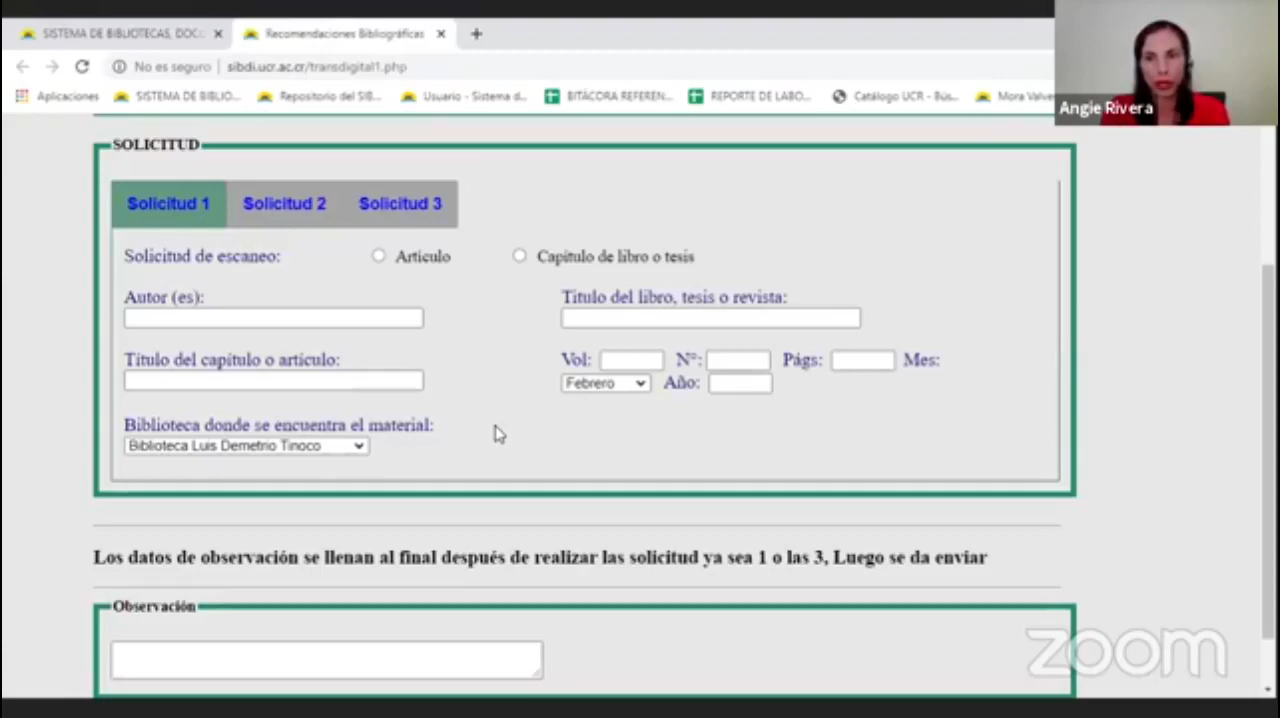 SISTEMA DE BIBLIOTECAS, DOC
Recomendaciones Bibliográficas
No es seguro | sibdi.ucr.ac.cr/transdigital1.php
Aplicaciones SISTEMA DE BIBLIO... Repositorio del SIB... Usuario - Sistema d... BITÁCORA REFEREN... REPORTE DE LABO... Catálogo UCR - Bús... Mora Valve
Angie Rivera
SOLICITUD
Solicitud 1 Solicitud 2 Solicitud 3
Solicitud de escaneo: Artículo Capítulo de libro o tesis
Autor (es): Titulo del libro, tesis o revista:
Titulo del capítulo o artículo: Vol: N°: Págs: Mes:
Febrero Año:
Biblioteca donde se encuentra el material:
Biblioteca Luis Demetrio Tinoco
Los datos de observación se llenan al final después de realizar las solicitud ya sea 1 o las 3, Luego se da enviar
Observación
zoom